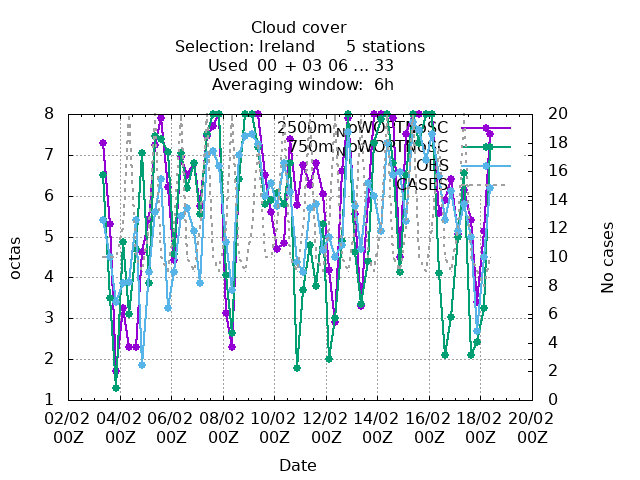 Cloud cover
Selection: Ireland 5 stations
Used 00 + 03 06 ... 33
Averaging window: 6h
8 20
7 18
6 16
5 14
4 12
3 10
2 8
1 6
4
2
0
OBS
CASES
octas
No cases
02/02 04/02 06/02 08/02 10/02 12/02 14/02 16/02 18/02 20/02
00Z 00Z 00Z 00Z 00Z 00Z 00Z 00Z 00Z 00Z
Date